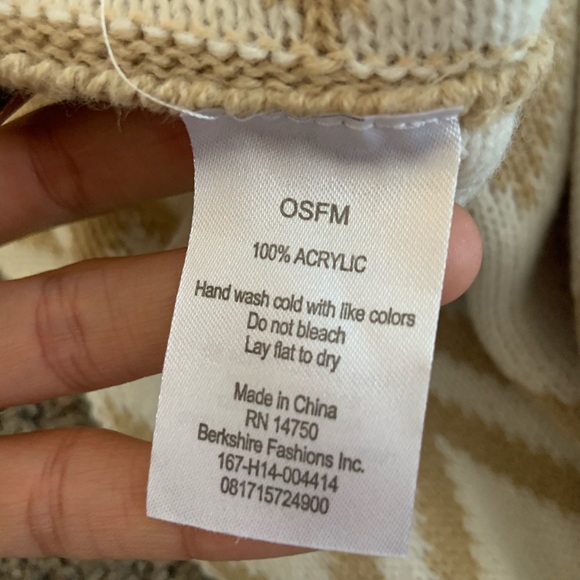 OSFM
100% ACRYLIC
Hand wash cold with like colors
Do not bleach
Lay flat to dry
Made in China
RN 14750
Berkshire Fashions Inc.
167-H14-004414
081715724900